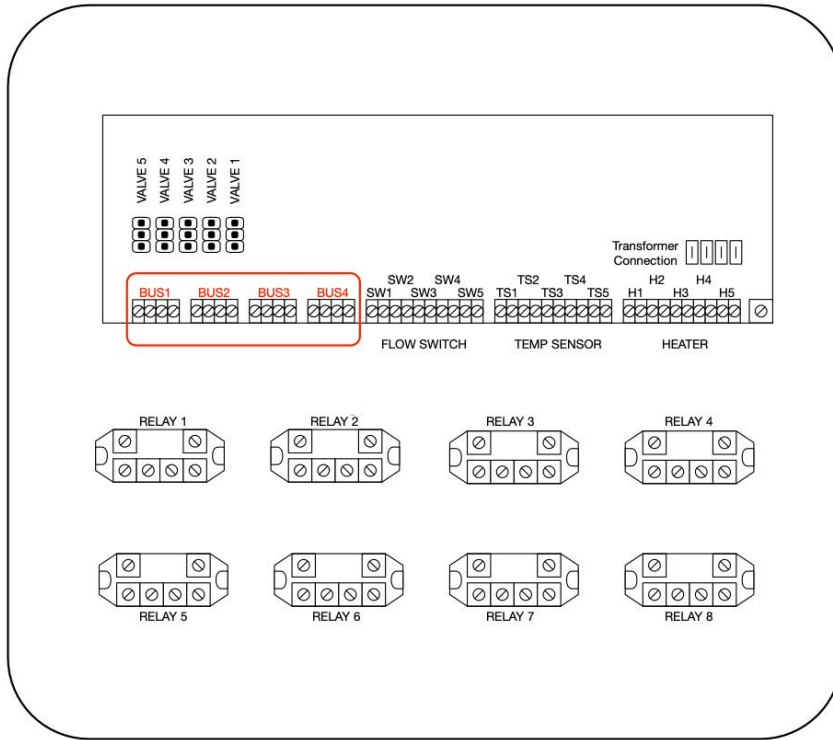 VALVE 5
VALVE 4
VALVE 3
VALVE 2
VALVE 1
Transformer
Connection
BUS1 BUS2 BUS3 BUS4
SW2 SW4
SW1 SW3 SW5
TS2 TS4
TS1 TS3 TS5
H2 H4
H1 H3 H5
FLOW SWITCH TEMP SENSOR HEATER
RELAY 1 RELAY 2 RELAY 3 RELAY 4
RELAY 5 RELAY 6 RELAY 7 RELAY 8